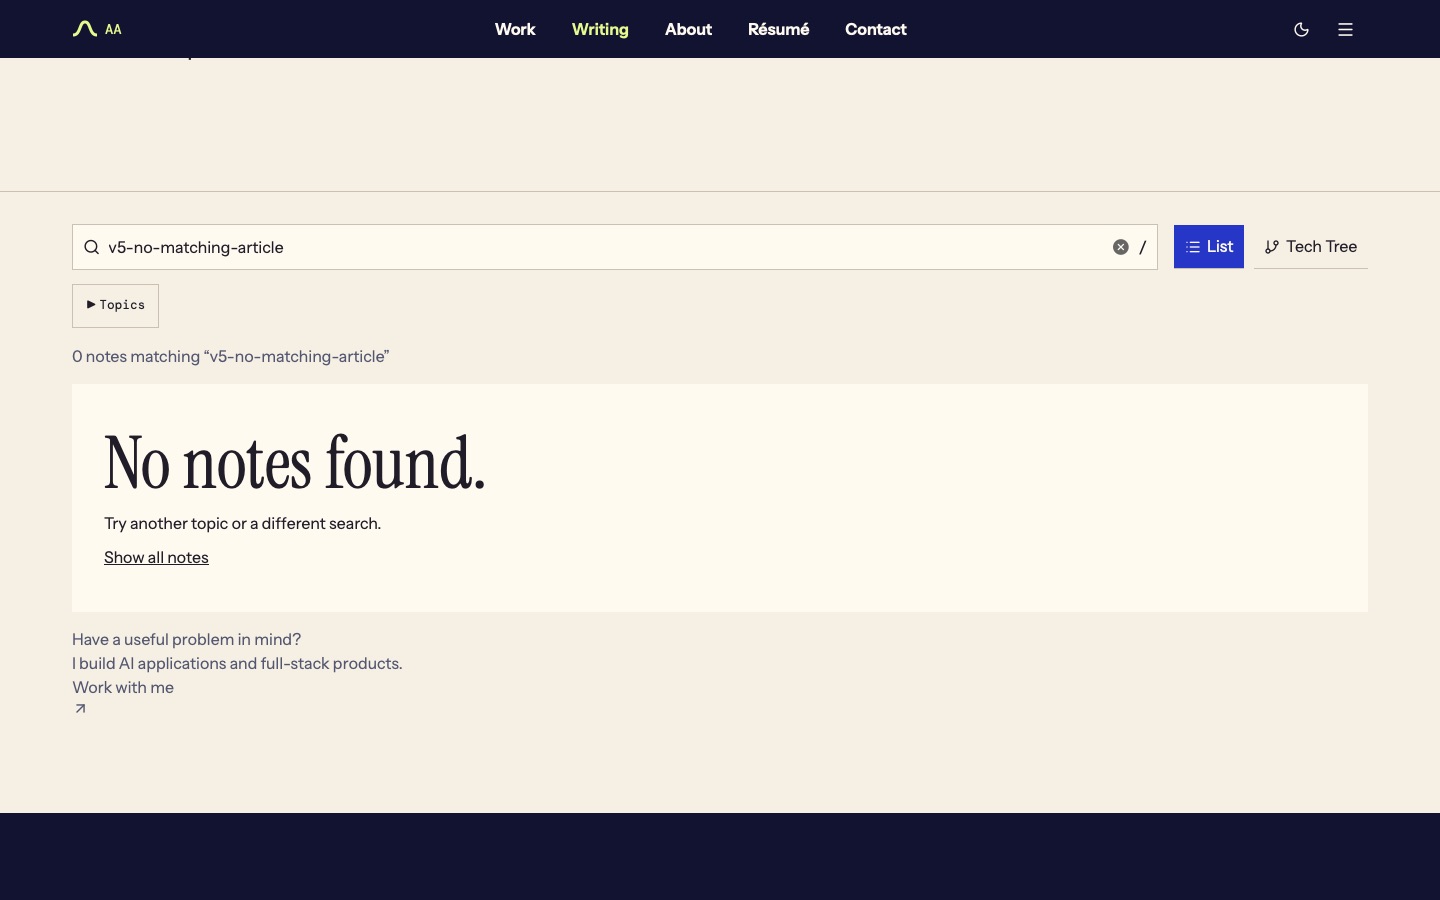 AA
Work
Writing
About
Résumé
Contact
v5-no-matching-article
/
List
Tech Tree
Topics
0 notes matching “v5-no-matching-article”
No notes found.
Try another topic or a different search.
Show all notes
Have a useful problem in mind?
I build AI applications and full-stack products.
Work with me